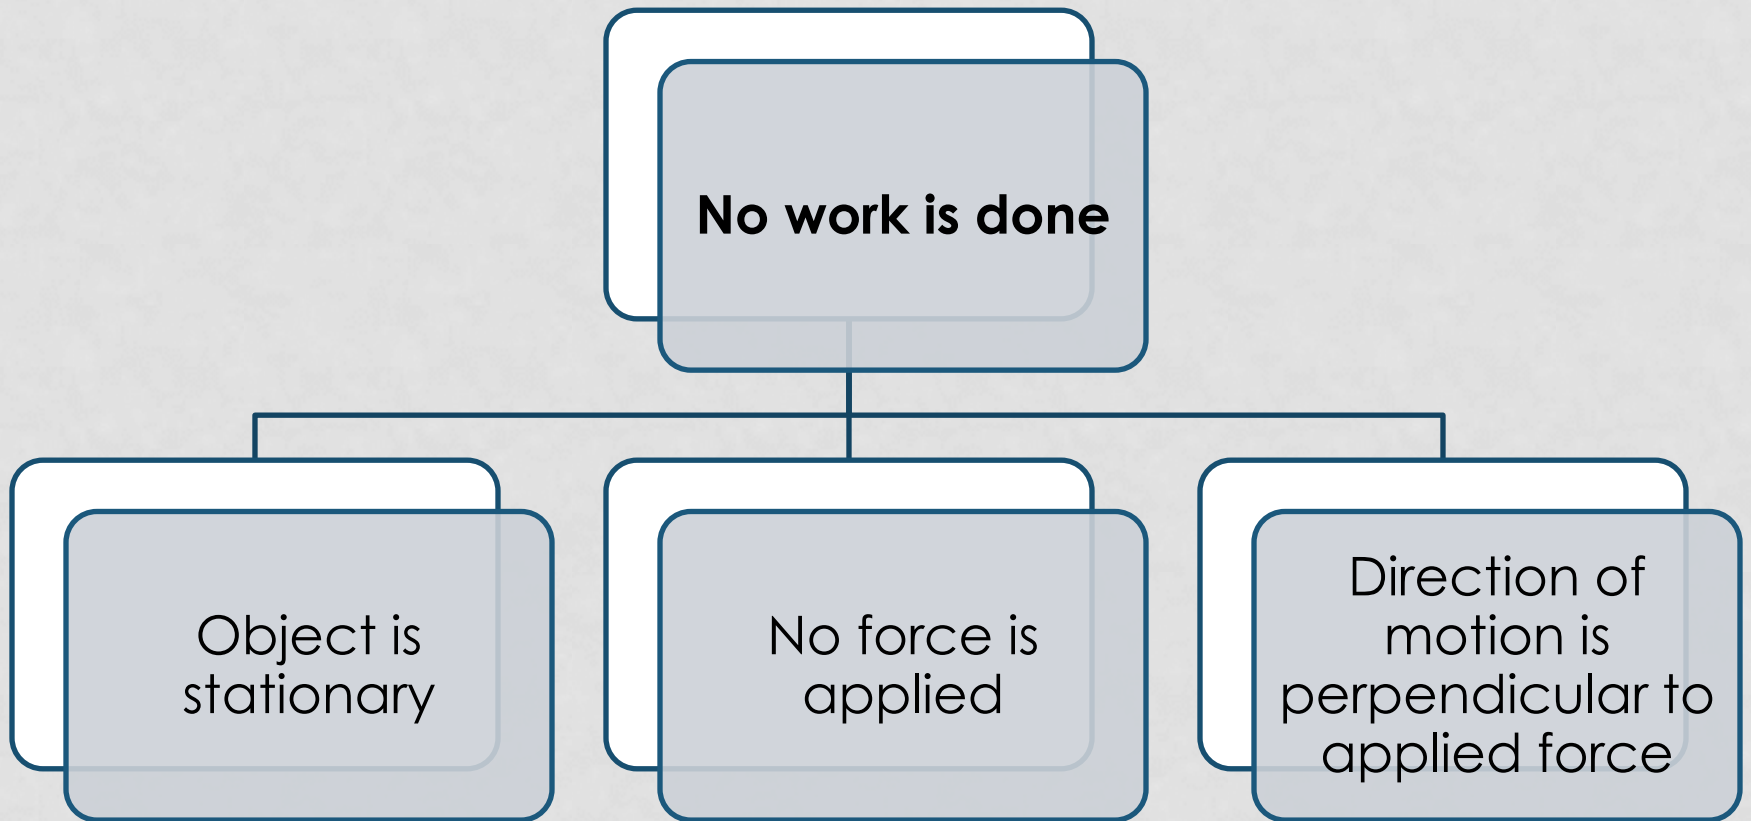 No work is done
Object is
stationary
No force is
applied
Direction of
motion is
perpendicular to
applied force